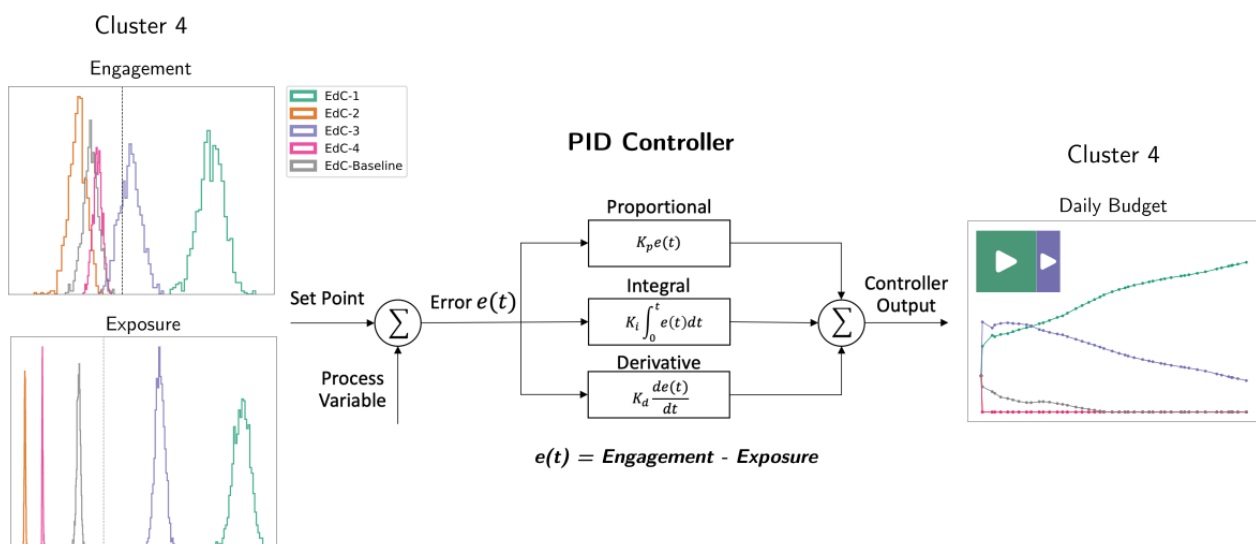 Cluster 4
Engagement
EdC-1
EdC-2
EdC-3
EdC-4
EdC-Baseline
Exposure
PID Controller
Set Point
∑
Process
Variable
Error e(t)
Proportional
K_p e(t)
Integral
K_i ∫_0^t e(t)dt
Derivative
K_d de(t)/dt
∑
Controller
Output
e(t) = Engagement - Exposure
Cluster 4
Daily Budget